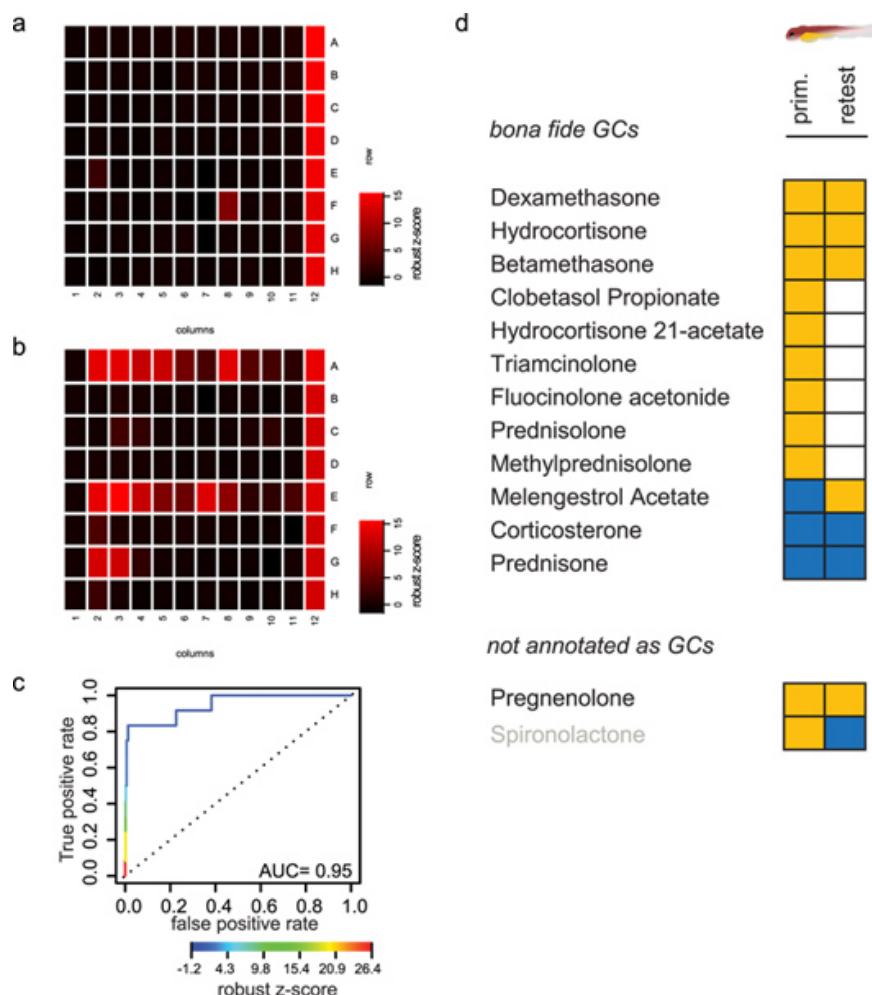 a
A
B
C
D
E
F
G
H
1 2 3 4 5 6 7 8 9 10 11 12
columns
row
0 5 10 15
robust z-score
b
A
B
C
D
E
F
G
H
1 2 3 4 5 6 7 8 9 10 11 12
columns
row
0 5 10 15
robust z-score
c
True positive rate
0.0 0.2 0.4 0.6 0.8 1.0
AUC= 0.95
0.0 0.2 0.4 0.6 0.8 1.0
false positive rate
-1.2 4.3 9.8 15.4 20.9 26.4
robust z-score
d
prim.
retest
bona fide GCs
Dexamethasone
Hydrocortisone
Betamethasone
Clobetasol Propionate
Hydrocortisone 21-acetate
Triamcinolone
Fluocinolone acetonide
Prednisolone
Methylprednisolone
Melengestrol Acetate
Corticosterone
Prednisone
not annotated as GCs
Pregnenolone
Spironolactone